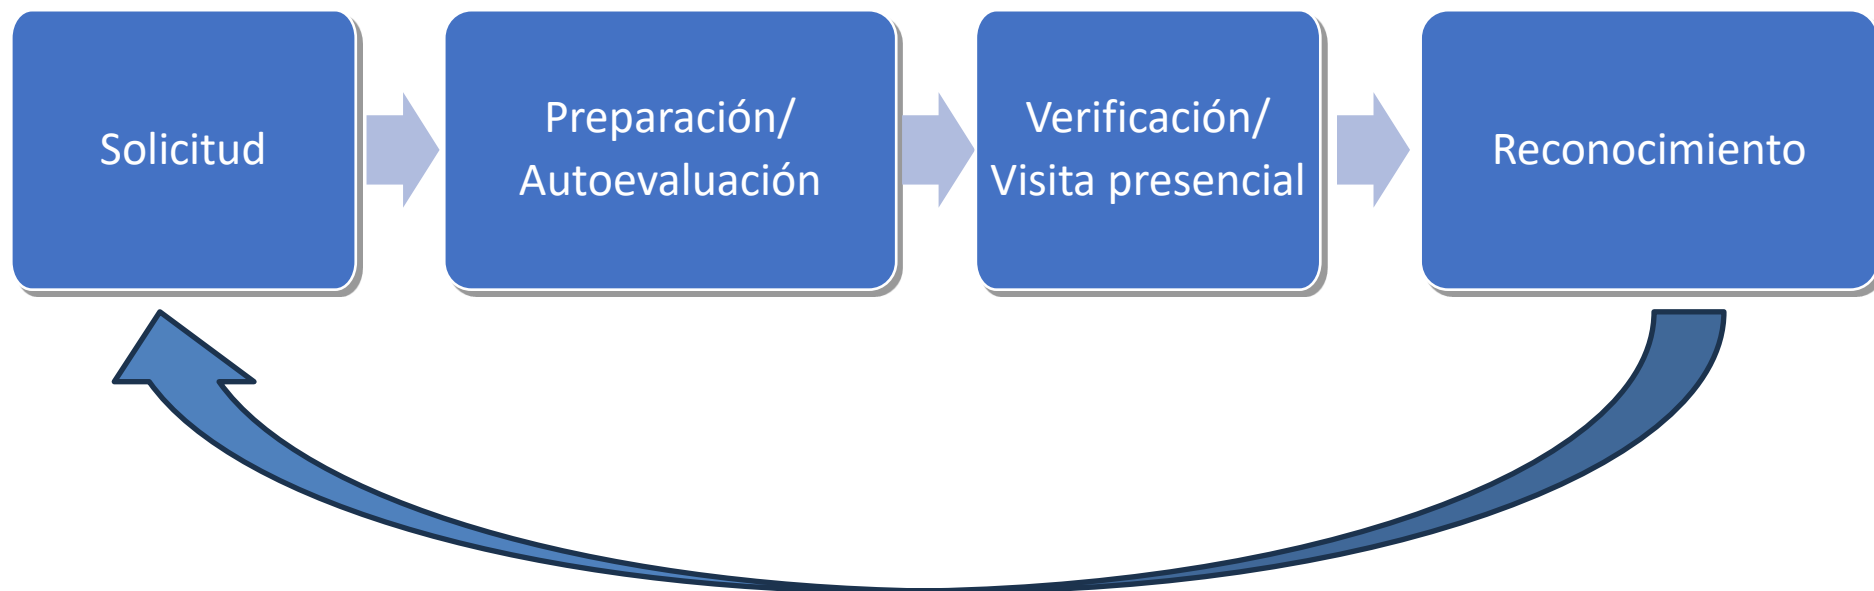 Solicitud
Preparación/
Autoevaluación
Verificación/
Visita presencial
Reconocimiento